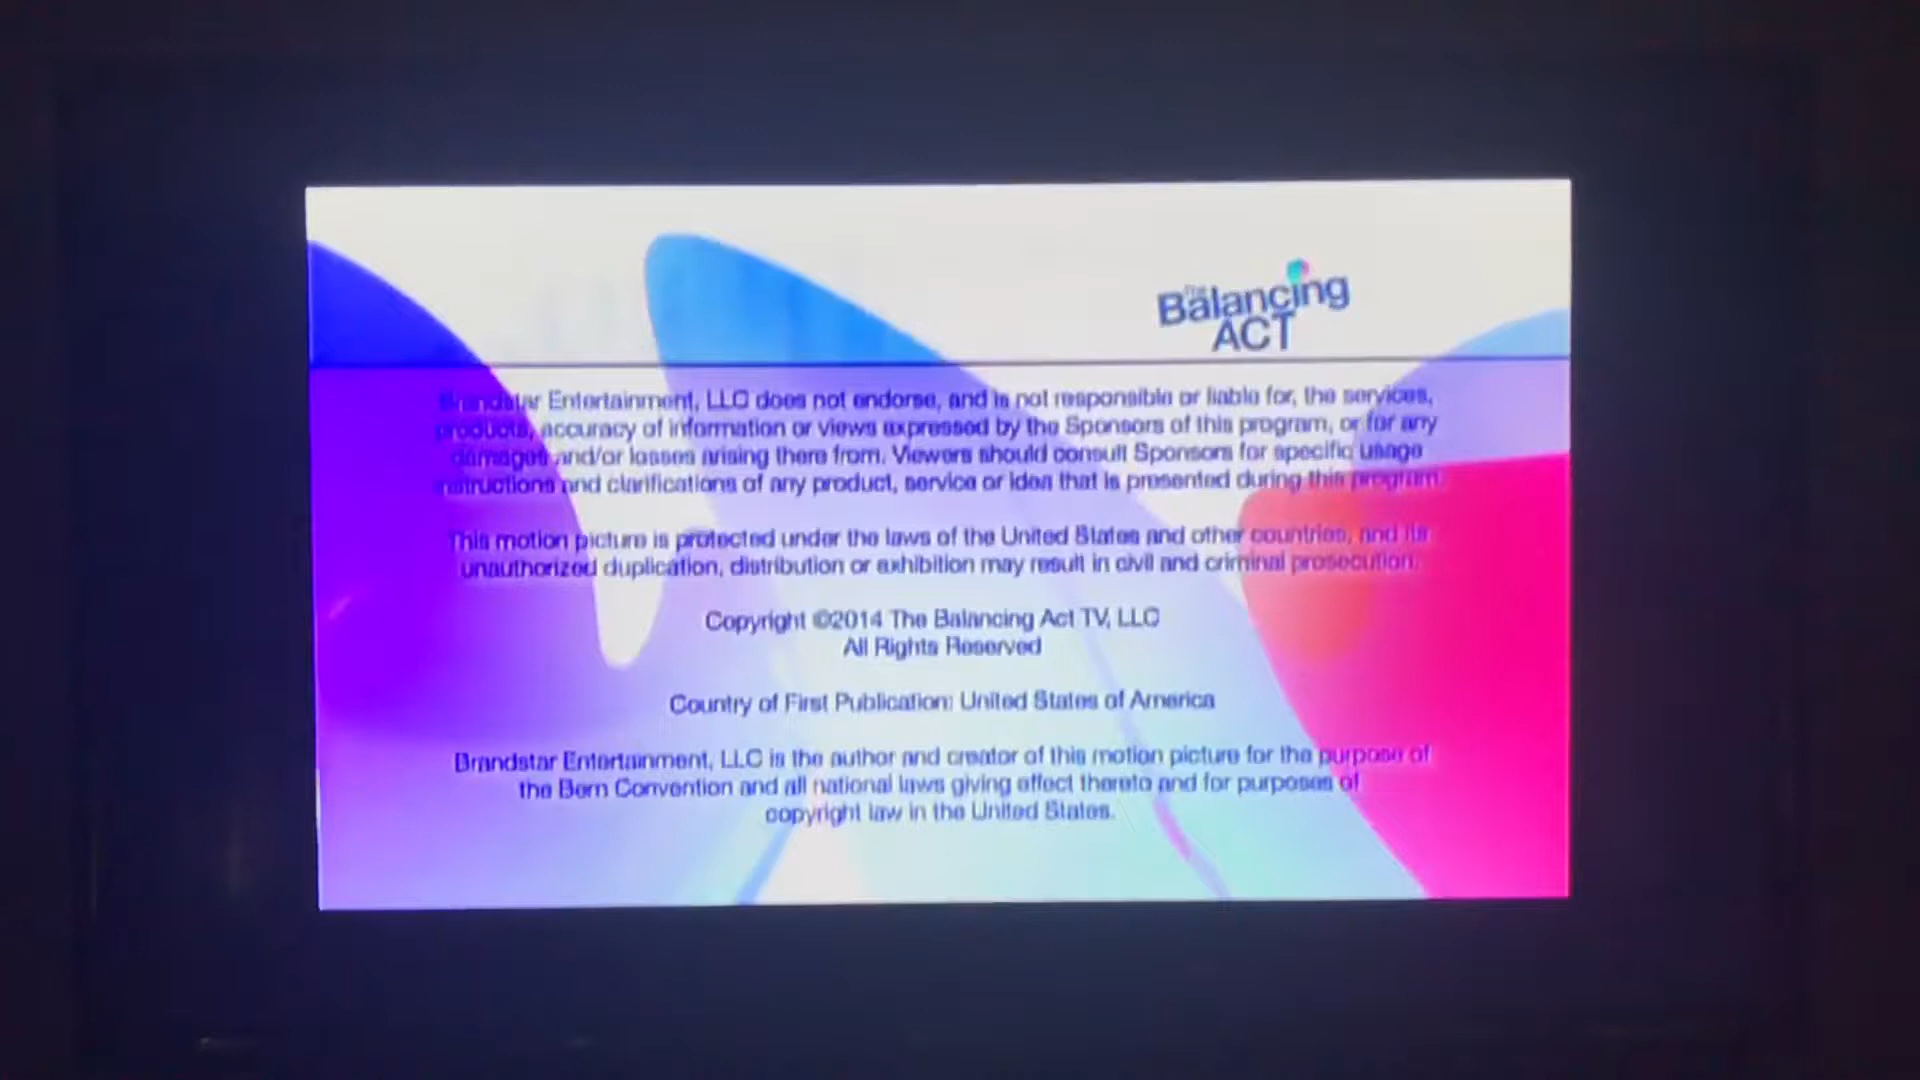 The
Balancing
ACT
Brandstar Entertainment, LLC does not endorse, and is not responsible or liable for, the services,
products, accuracy of information or views expressed by the Sponsors of this program, or for any
damages and/or losses arising there from. Viewers should consult Sponsors for specific usage
instructions and clarifications of any product, service or idea that is presented during this program.
This motion picture is protected under the laws of the United States and other countries, and its
unauthorized duplication, distribution or exhibition may result in civil and criminal prosecution.
Copyright ©2014 The Balancing Act TV, LLC
All Rights Reserved
Country of First Publication: United States of America
Brandstar Entertainment, LLC is the author and creator of this motion picture for the purpose of
the Bern Convention and all national laws giving effect thereto and for purposes of
copyright law in the United States.